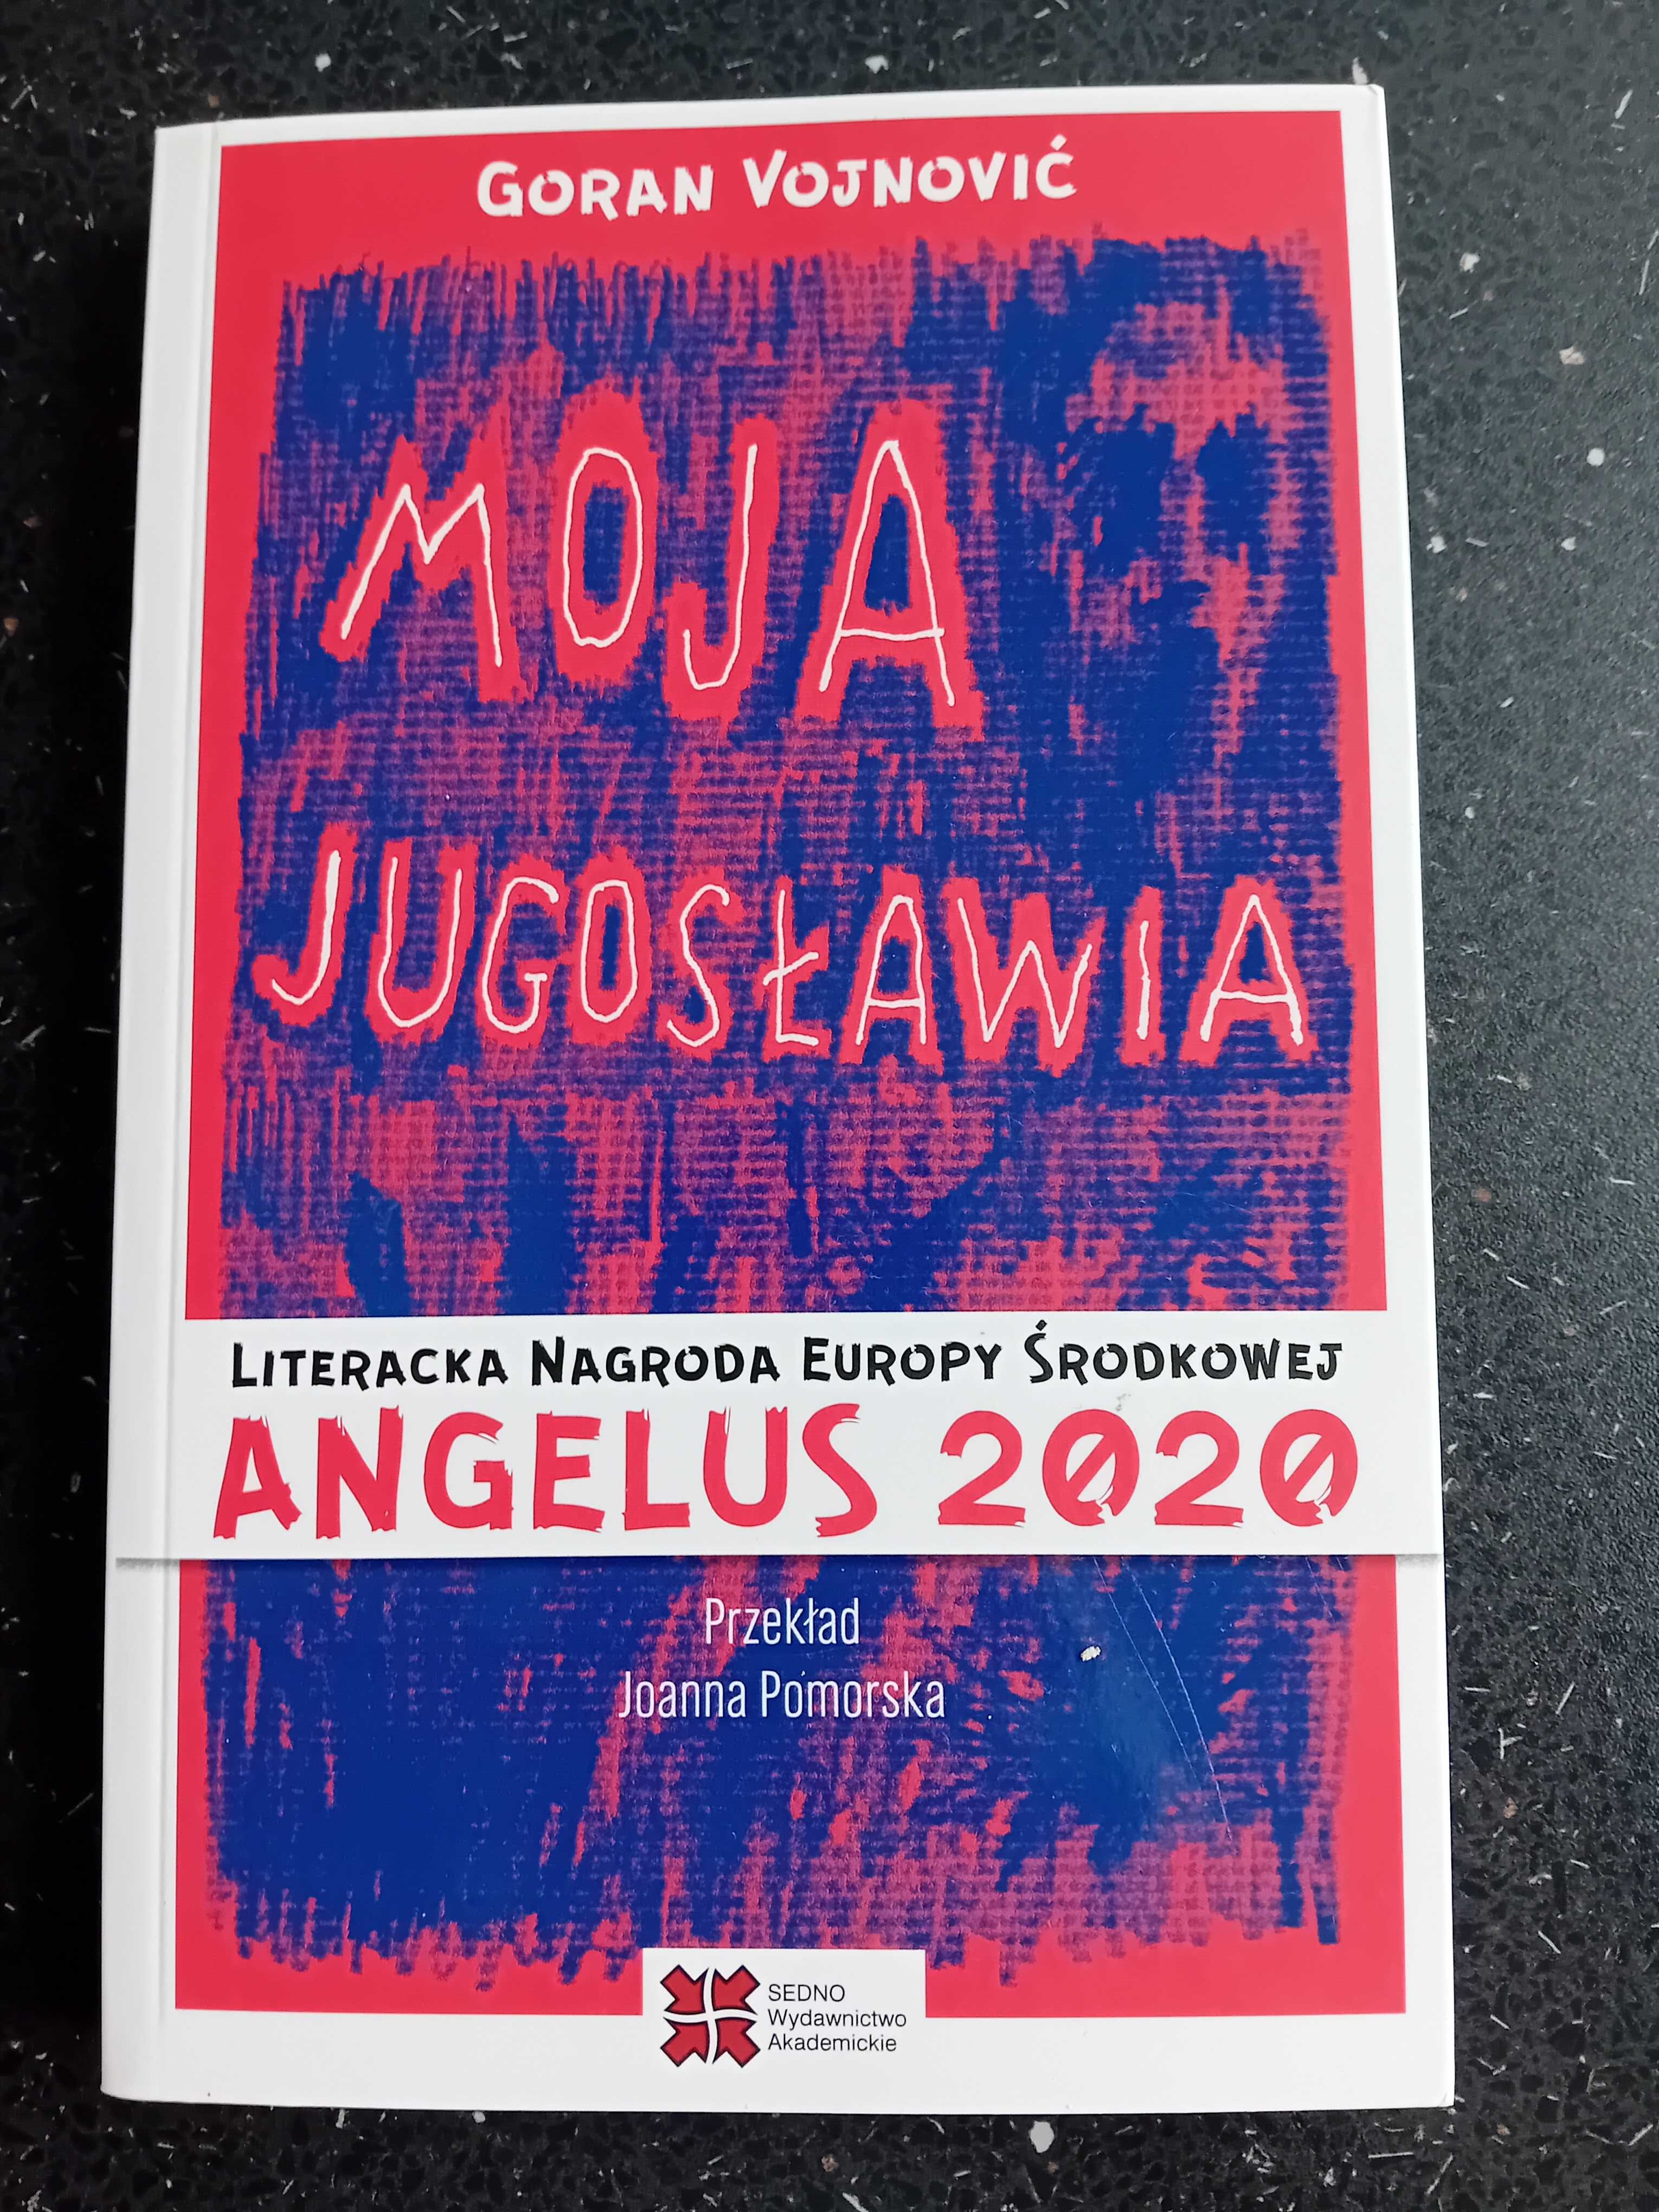 GORAN VOJNOVIĆ
MOJA
JUGOSŁAWIA
LITERACKA NAGRODA EUROPY ŚRODKOWEJ
ANGELUS 2020
Przekład
Joanna Pomorska
SEDNO
Wydawnictwo
Akademickie